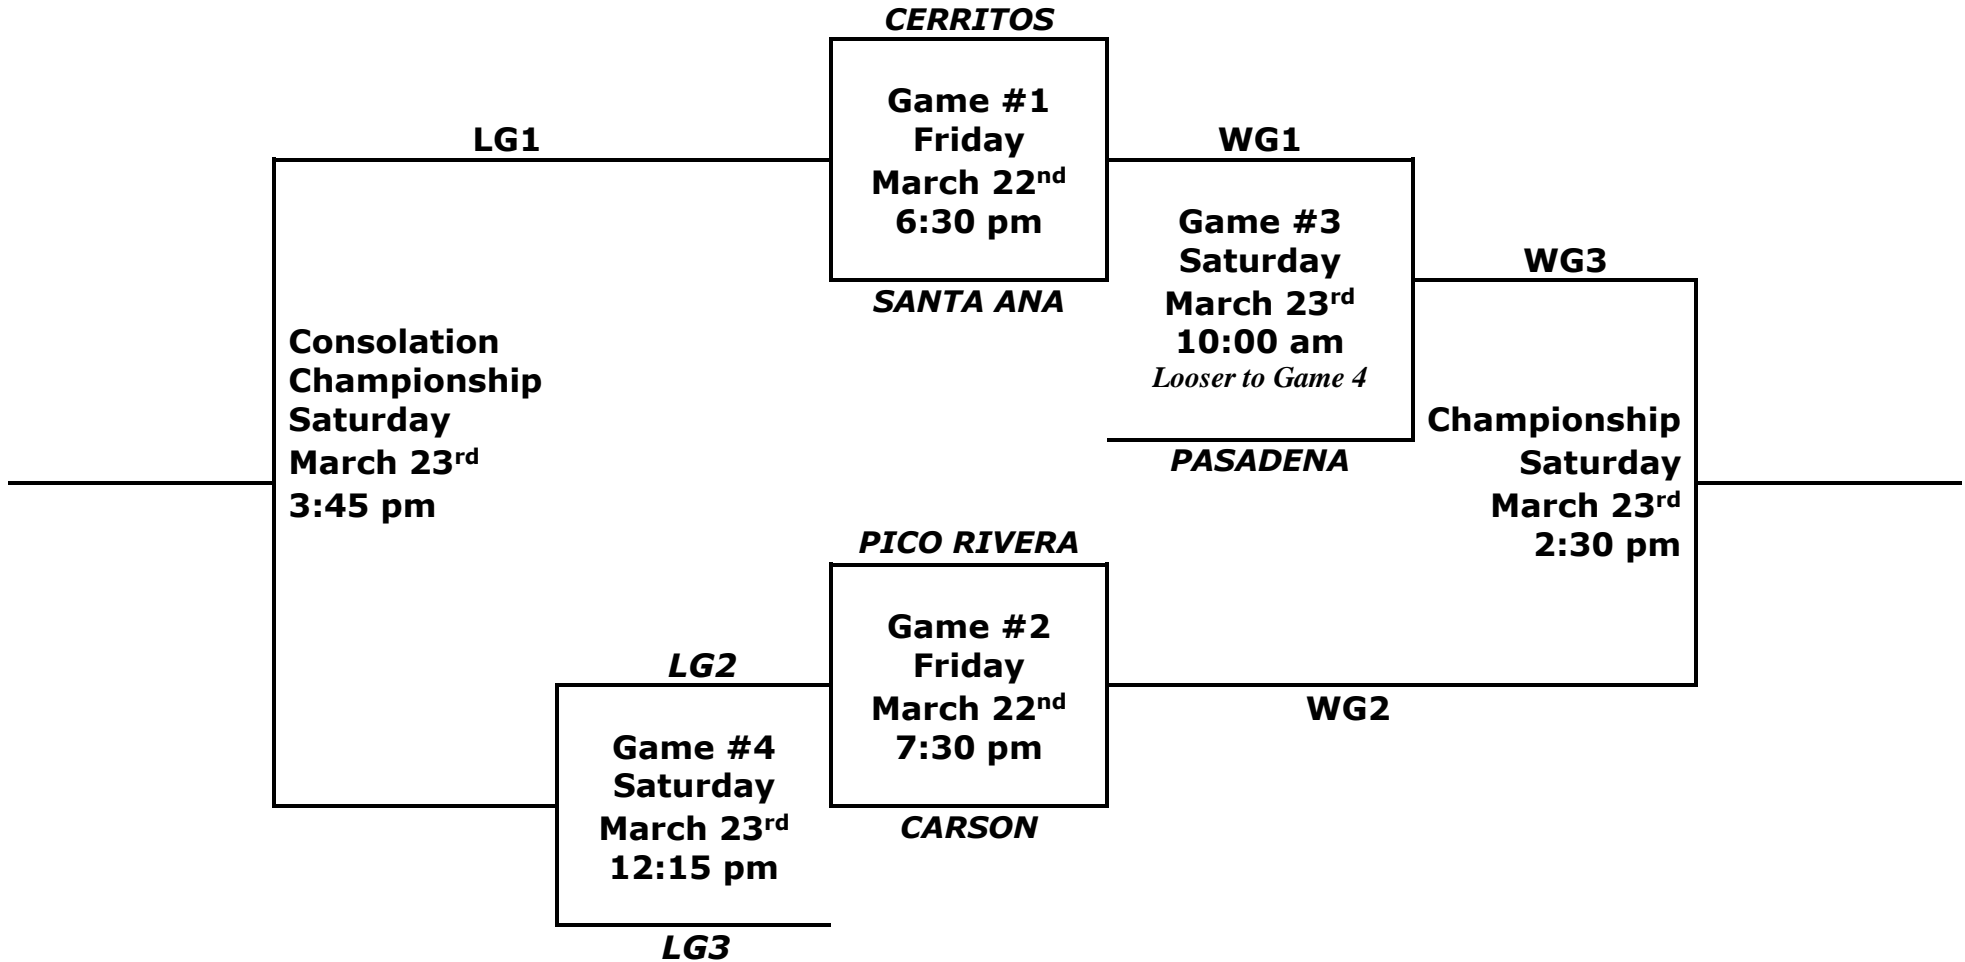 CERRITOS
Game #1
Friday
March 22nd
6:30 pm
SANTA ANA
LG1
WG1
Game #3
Saturday
March 23rd
10:00 am
Looser to Game 4
PASADENA
WG3
Consolation
Championship
Saturday
March 23rd
3:45 pm
Championship
Saturday
March 23rd
2:30 pm
PICO RIVERA
Game #2
Friday
March 22nd
7:30 pm
CARSON
LG2
WG2
Game #4
Saturday
March 23rd
12:15 pm
LG3